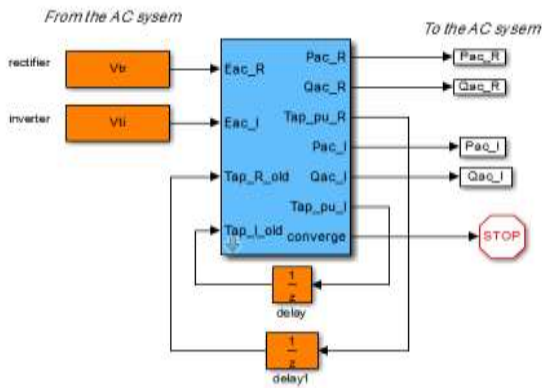 From the AC sysem
To the AC sysem
rectifier
Vtr
inverter
Vti
Eac_R
Eac_I
Tap_R_old
Tap_I_old
Pac_R
Qac_R
Tap_pu_R
Pac_I
Qac_I
Tap_pu_I
converge
Pac_R
Qac_R
Pac_I
Qac_I
STOP
1
z
delay
1
z
delay1